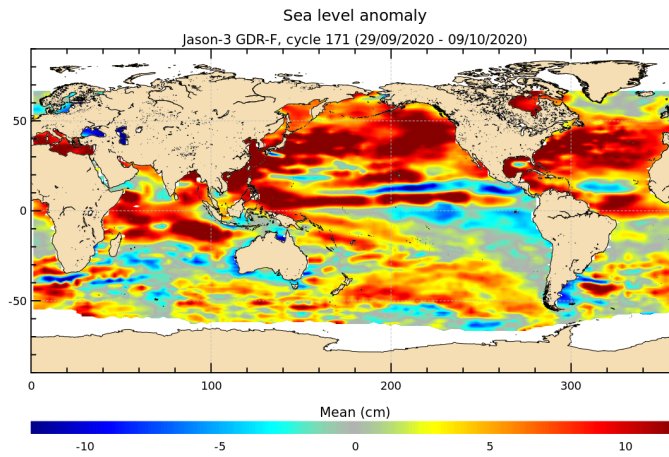 Sea level anomaly
Jason-3 GDR-F, cycle 171 (29/09/2020 - 09/10/2020)
50
0
-50
0 100 200 300
Mean (cm)
-10 -5 0 5 10